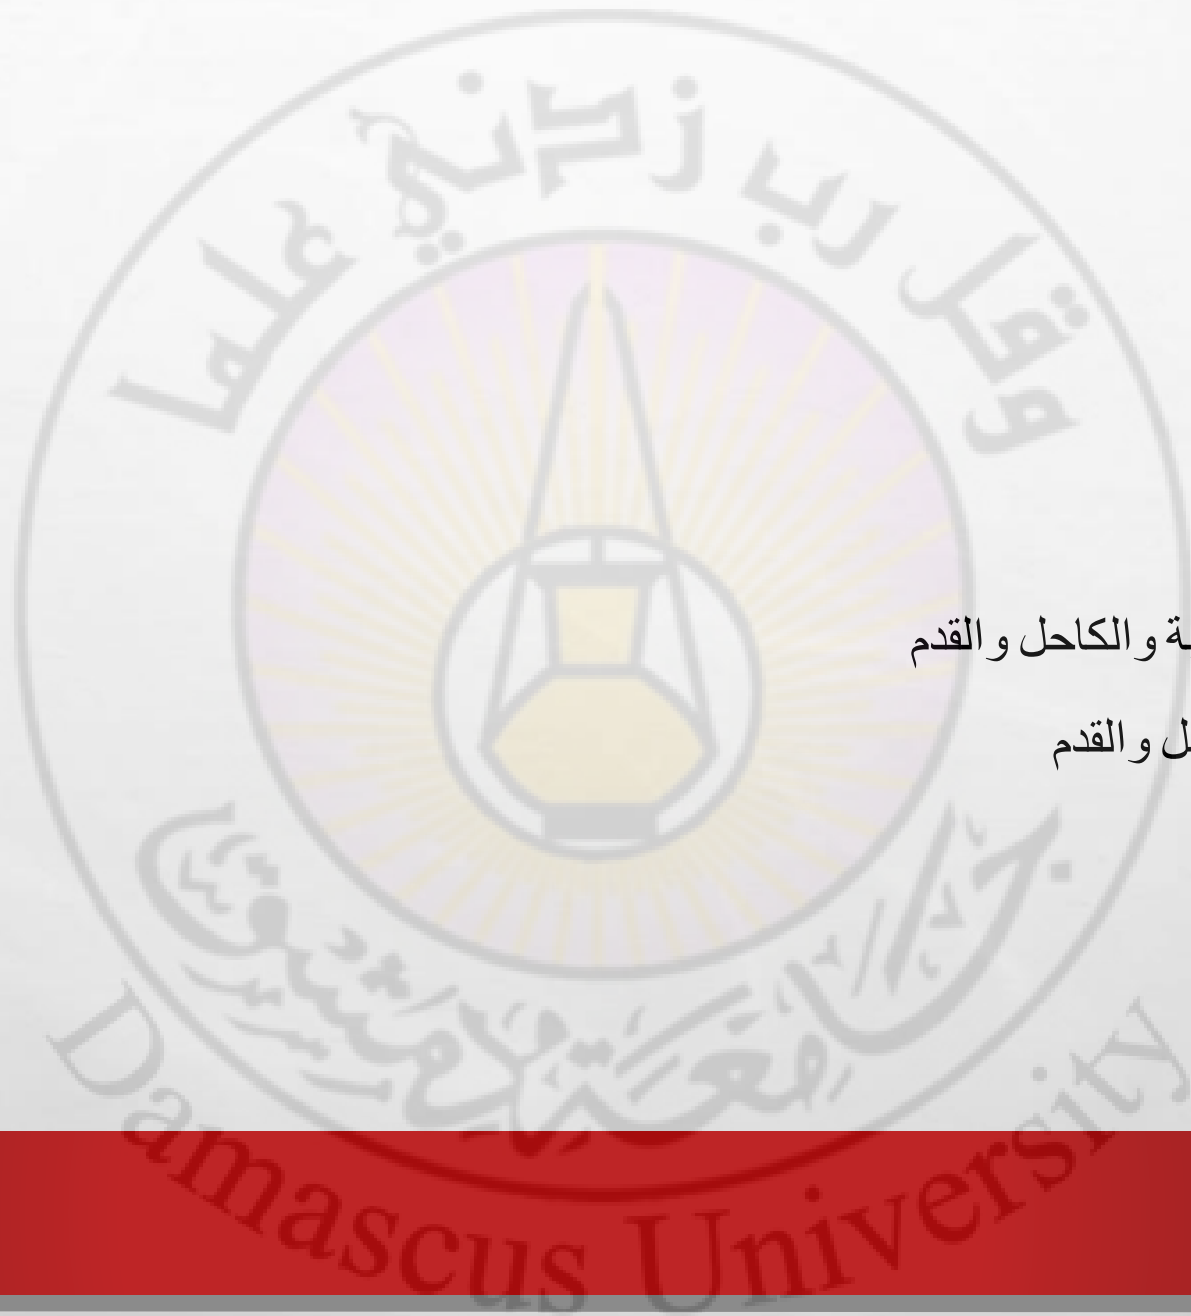 وقل رب زدني علما
والكاحل والقدم
والقدم
جامعة دمشق
Damascus University